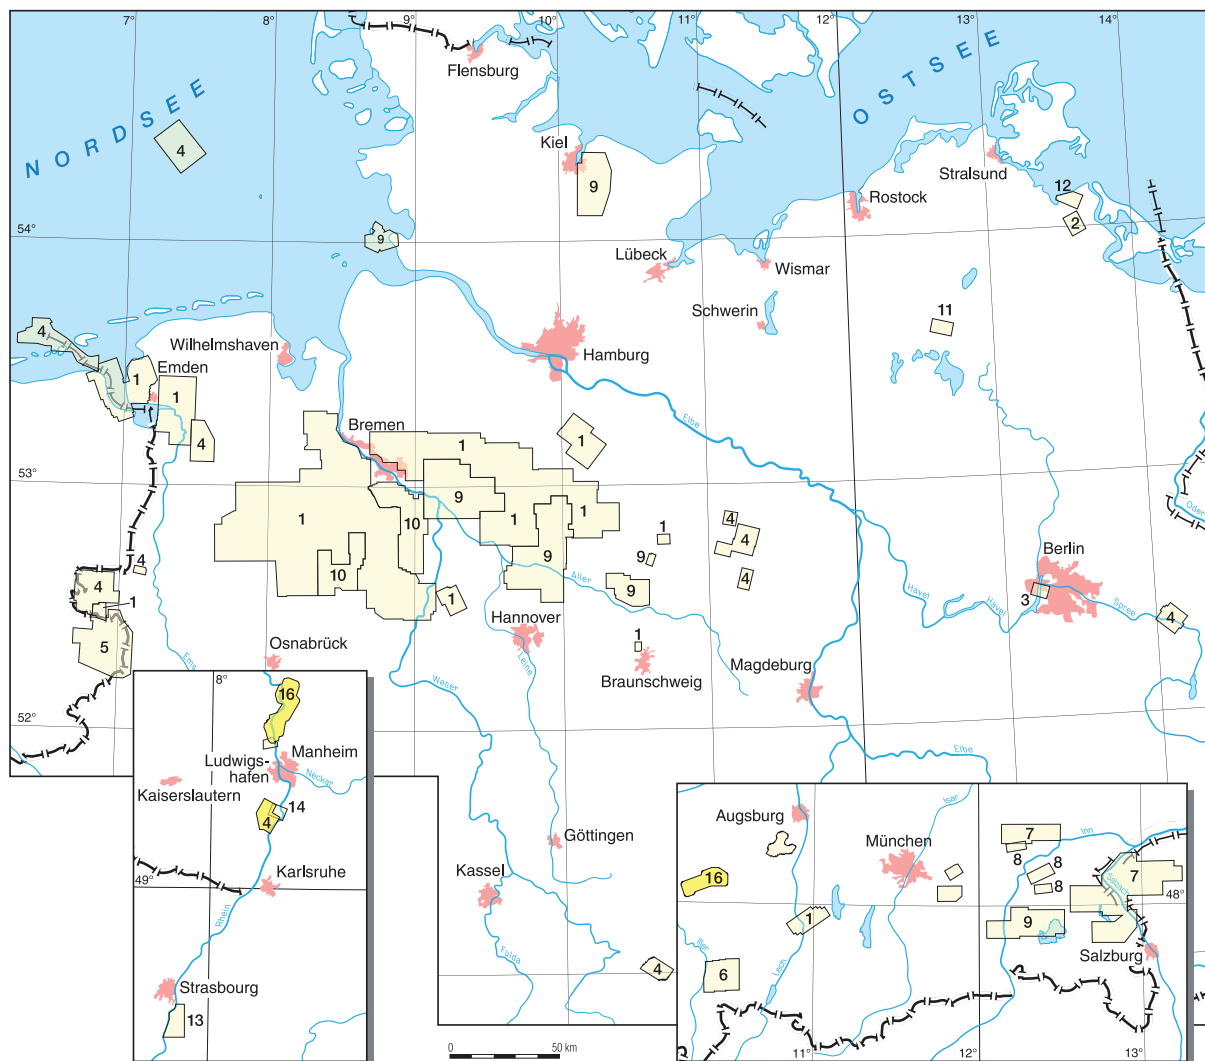 7°
8°
9°
10°
11°
12°
13°
14°
NORDSEE
OSTSEE
Flensburg
4
Kiel
9
Stralsund
12
2
Rostock
54°
9
Lübeck
Wismar
Schwerin
11
4
Wilhelmshaven
Hamburg
Emden
1
1
4
Elbe
Bremen
1
1
53°
9
1
10
1
1
4
4
Oder
1
9
9
4
Berlin
4
10
Aller
4
1
1
9
Havel
Havel
3
Spree
4
5
Hannover
Osnabrück
1
Ems
Leine
Braunschweig
Magdeburg
Weser
52°
Elbe
8°
16
Manheim
Ludwigs-
hafen
Neckar
Kaiserslautern
14
4
Karlsruhe
49°
Rhein
Strasbourg
13
Göttingen
Kassel
Fulda
4
0
50 km
Augsburg
Isar
Inn
7
München
8
8
8
7
16
48°
1
9
Salzach
Iller
6
Lech
Salzburg
11°
12°
13°